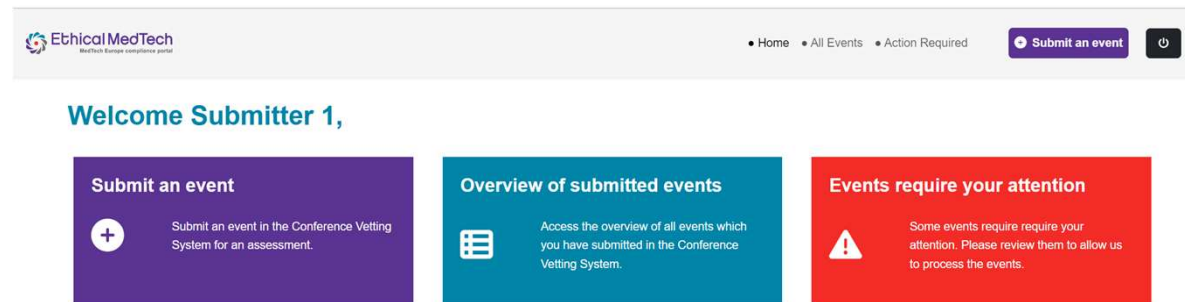 Ethical MedTech
MedTech Europe compliance portal
Home
All Events
Action Required
Submit an event
Welcome Submitter 1,
Submit an event
Submit an event in the Conference Vetting
System for an assessment.
Overview of submitted events
Access the overview of all events which
you have submitted in the Conference
Vetting System.
Events require your attention
Some events require require your
attention. Please review them to allow us
to process the events.